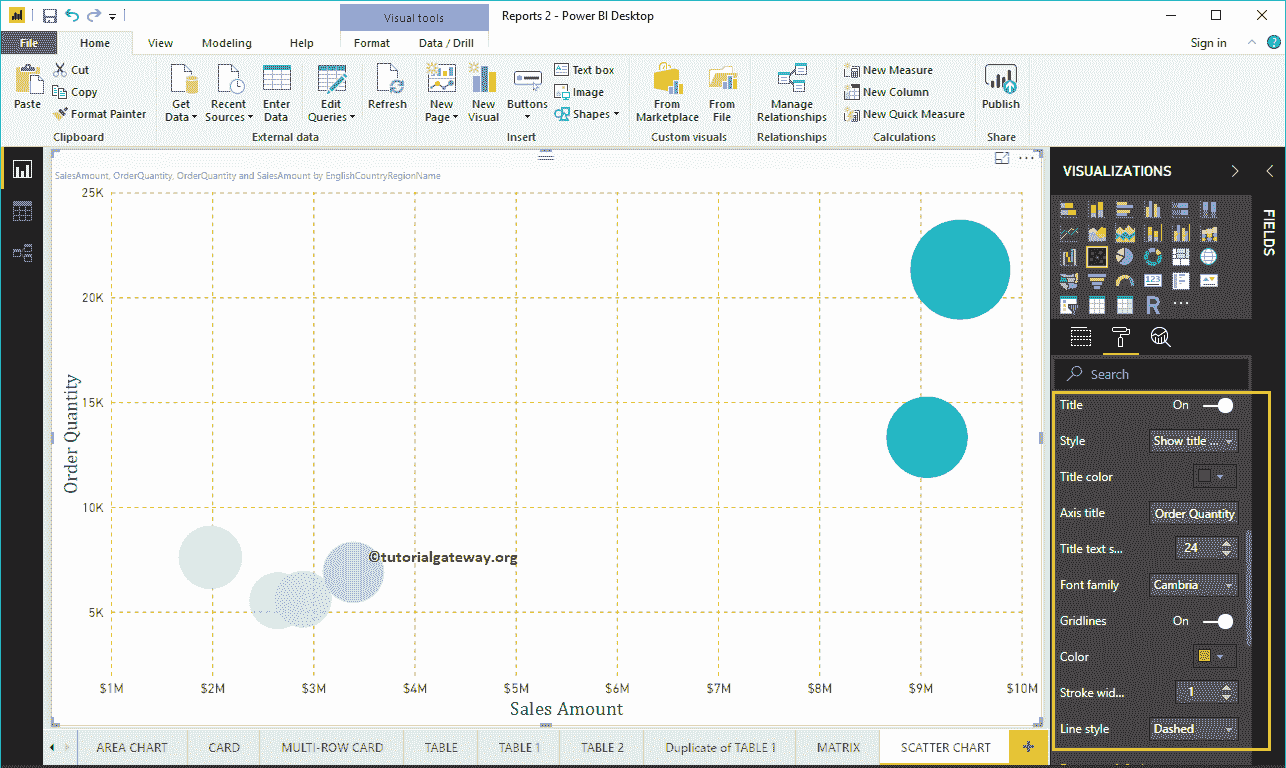 Visual tools
Reports 2 - Power BI Desktop
File Home View Modeling Help Format Data / Drill Sign in
Paste
Cut
Copy
Format Painter
Clipboard
Get Data
Recent Sources
Enter Data
Edit Queries
Refresh
External data
New Page
New Visual
Buttons
Text box
Image
Shapes
Insert
From Marketplace
From File
Custom visuals
Manage Relationships
Relationships
New Measure
New Column
New Quick Measure
Calculations
Publish
Share
SalesAmount, OrderQuantity, OrderQuantity and SalesAmount by EnglishCountryRegionName
25K
20K
15K
10K
5K
Order Quantity
©tutorialgateway.org
$1M $2M $3M $4M $5M $6M $7M $8M $9M $10M
Sales Amount
VISUALIZATIONS
FIELDS
123
R
Search
Title On
Style Show title ...
Title color
Axis title Order Quantity
Title text s... 24
Font family Cambria
Gridlines On
Color
Stroke wid... 1
Line style Dashed
AREA CHART CARD MULTI-ROW CARD TABLE TABLE 1 TABLE 2 Duplicate of TABLE 1 MATRIX SCATTER CHART